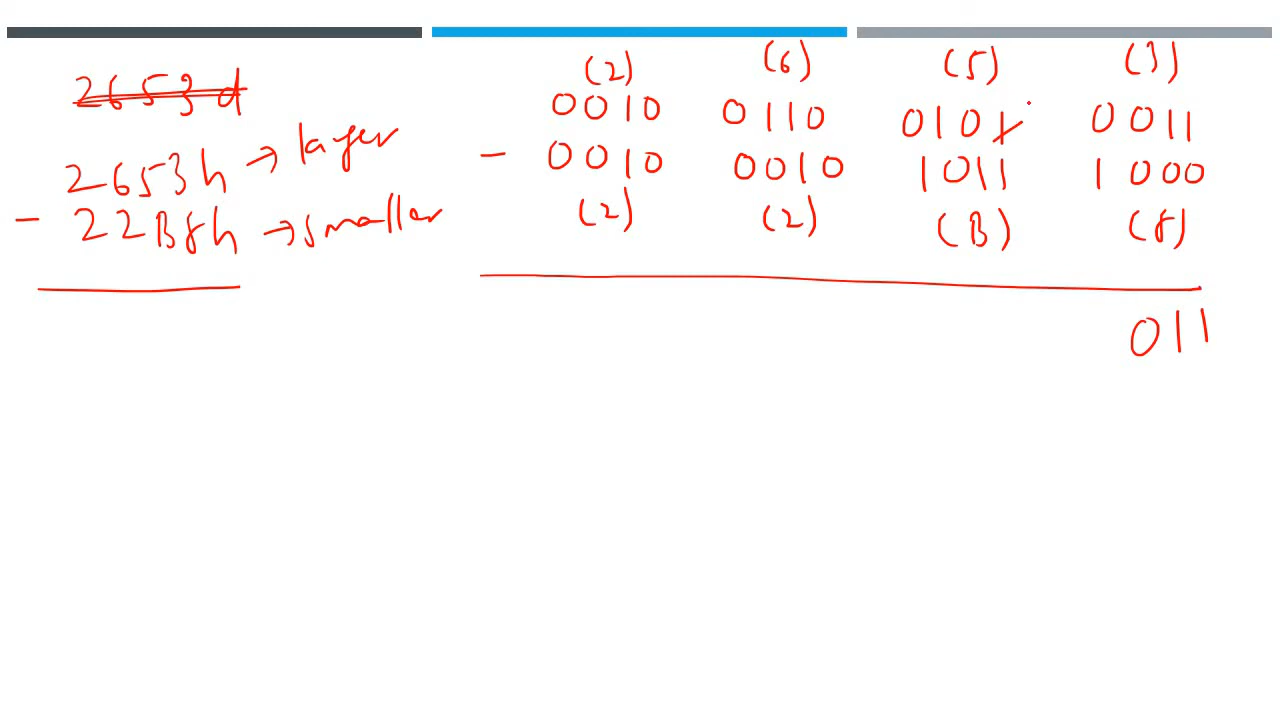 2653d
2653h → larger
- 22B8h → smaller
(2) (6) (5) (3)
0010 0110 0101 0011
- 0010 0010 1011 1000
(2) (2) (B) (8)
011